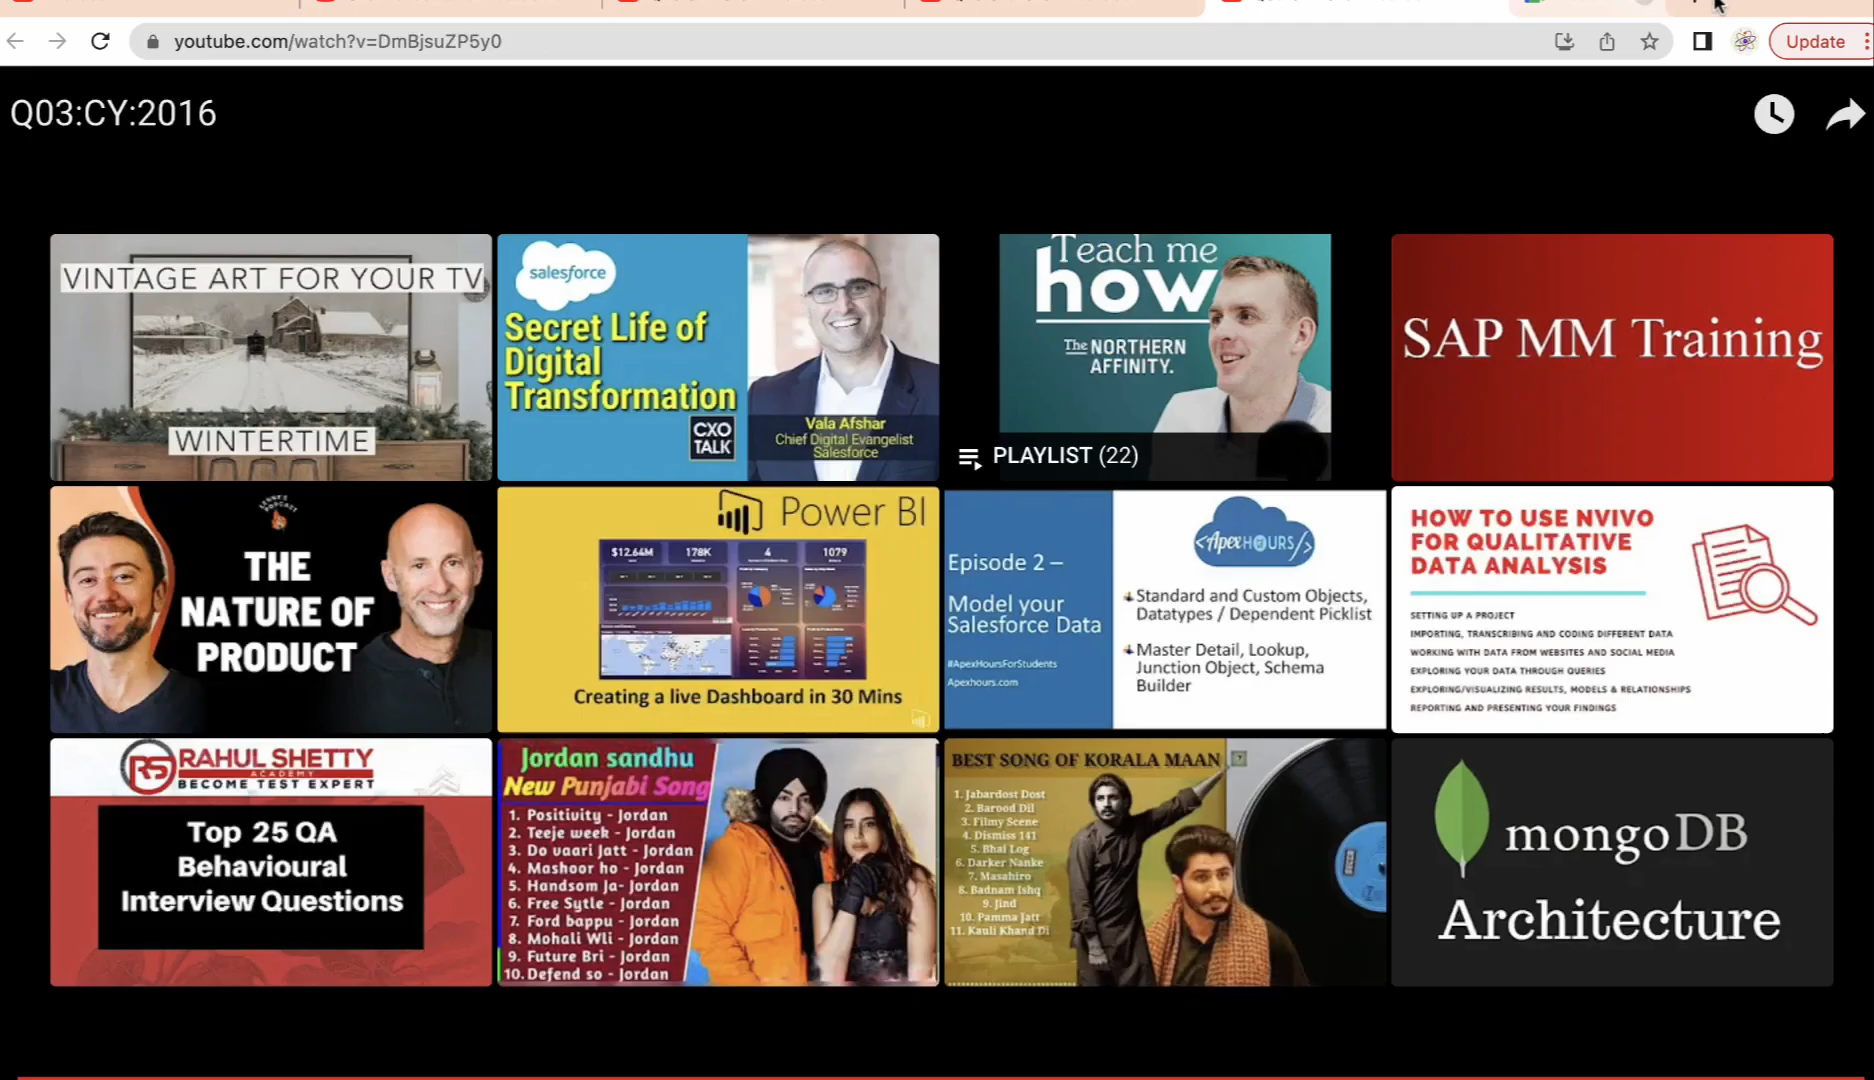 youtube.com/watch?v=DmBjsuZP5y0
Update
Q03:CY:2016
VINTAGE ART FOR YOUR TV
WINTERTIME
salesforce
Secret Life of
Digital
Transformation
CXO
TALK
Vala Afshar
Chief Digital Evangelist
Salesforce
Teach me
how
The NORTHERN
AFFINITY.
PLAYLIST (22)
SAP MM Training
LENNY'S
PODCAST
THE
NATURE OF
PRODUCT
Power BI
$12.64M 178K 4 1079
Creating a live Dashboard in 30 Mins
Episode 2 –
Model your
Salesforce Data
#ApexHoursForStudents
Apexhours.com
<Apex HOURS/>
Standard and Custom Objects,
Datatypes / Dependent Picklist
Master Detail, Lookup,
Junction Object, Schema
Builder
HOW TO USE NVIVO
FOR QUALITATIVE
DATA ANALYSIS
SETTING UP A PROJECT
IMPORTING, TRANSCRIBING AND CODING DIFFERENT DATA
WORKING WITH DATA FROM WEBSITES AND SOCIAL MEDIA
EXPLORING YOUR DATA THROUGH QUERIES
EXPLORING/VISUALIZING RESULTS, MODELS & RELATIONSHIPS
REPORTING AND PRESENTING YOUR FINDINGS
RS RAHUL SHETTY
ACADEMY
BECOME TEST EXPERT
Top 25 QA
Behavioural
Interview Questions
Jordan sandhu
New Punjabi Song
1. Positivity - Jordan
2. Teeje week - Jordan
3. Do vaari Jatt - Jordan
4. Mashoor ho - Jordan
5. Handsom Ja- Jordan
6. Free Sytle - Jordan
7. Ford bappu - Jordan
8. Mohali Wli - Jordan
9. Future Bri - Jordan
10. Defend so - Jordan
BEST SONG OF KORALA MAAN
1. Jabardost Dost
2. Barood Dil
3. Filmy Scene
4. Dismiss 141
5. Bhai Log
6. Darker Nanke
7. Masahiro
8. Badnam Ishq
9. Jind
10. Pamma Jatt
11. Kauli Khand Di
mongoDB
Architecture